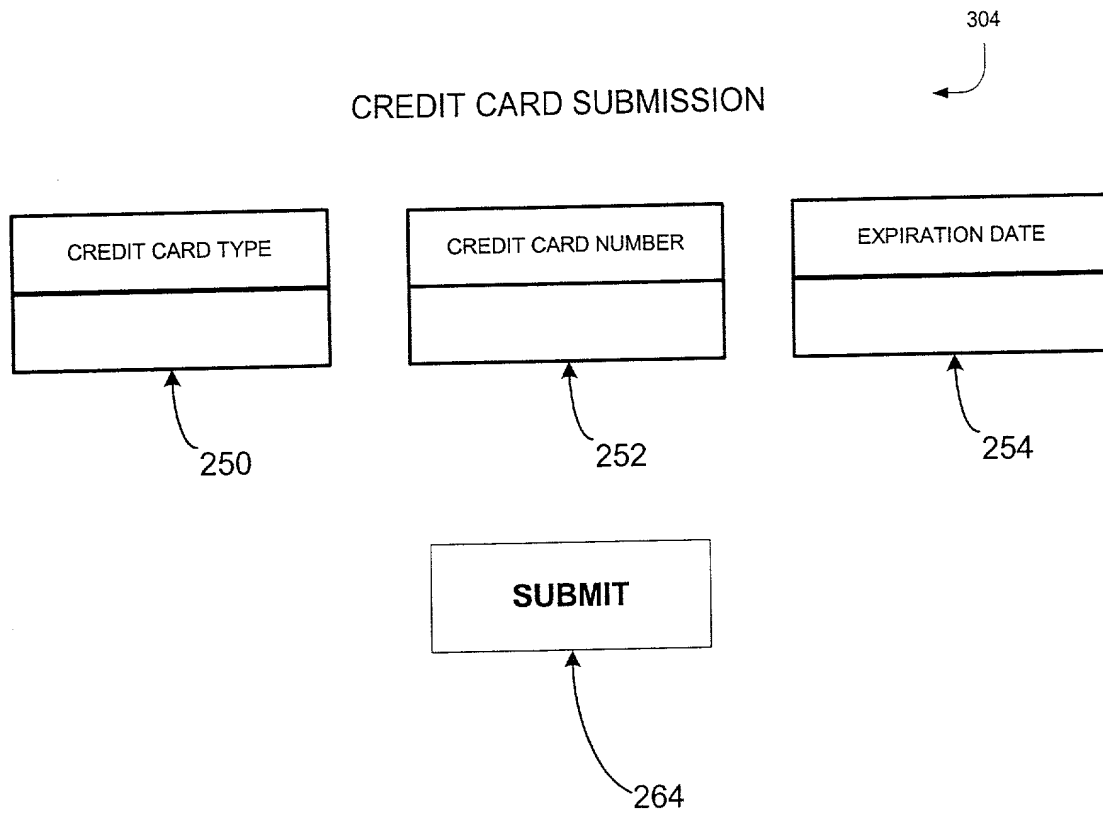 304
CREDIT CARD SUBMISSION
CREDIT CARD TYPE
CREDIT CARD NUMBER
EXPIRATION DATE
250
252
254
SUBMIT
264